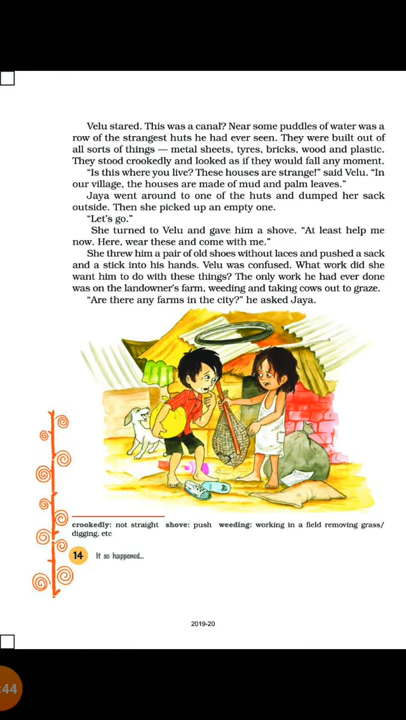 Velu stared. This was a canal? Near some puddles of water was a
row of the strangest huts he had ever seen. They were built out of
all sorts of things — metal sheets, tyres, bricks, wood and plastic.
They stood crookedly and looked as if they would fall any moment.
“Is this where you live? These houses are strange!” said Velu. “In
our village, the houses are made of mud and palm leaves.”
Jaya went around to one of the huts and dumped her sack
outside. Then she picked up an empty one.
“Let’s go.”
She turned to Velu and gave him a shove. “At least help me
now. Here, wear these and come with me.”
She threw him a pair of old shoes without laces and pushed a sack
and a stick into his hands. Velu was confused. What work did she
want him to do with these things? The only work he had ever done
was on the landowner’s farm, weeding and taking cows out to graze.
“Are there any farms in the city?” he asked Jaya.
crookedly: not straight shove: push weeding: working in a field removing grass/
digging, etc
14 It so happened...
2019-20
:44